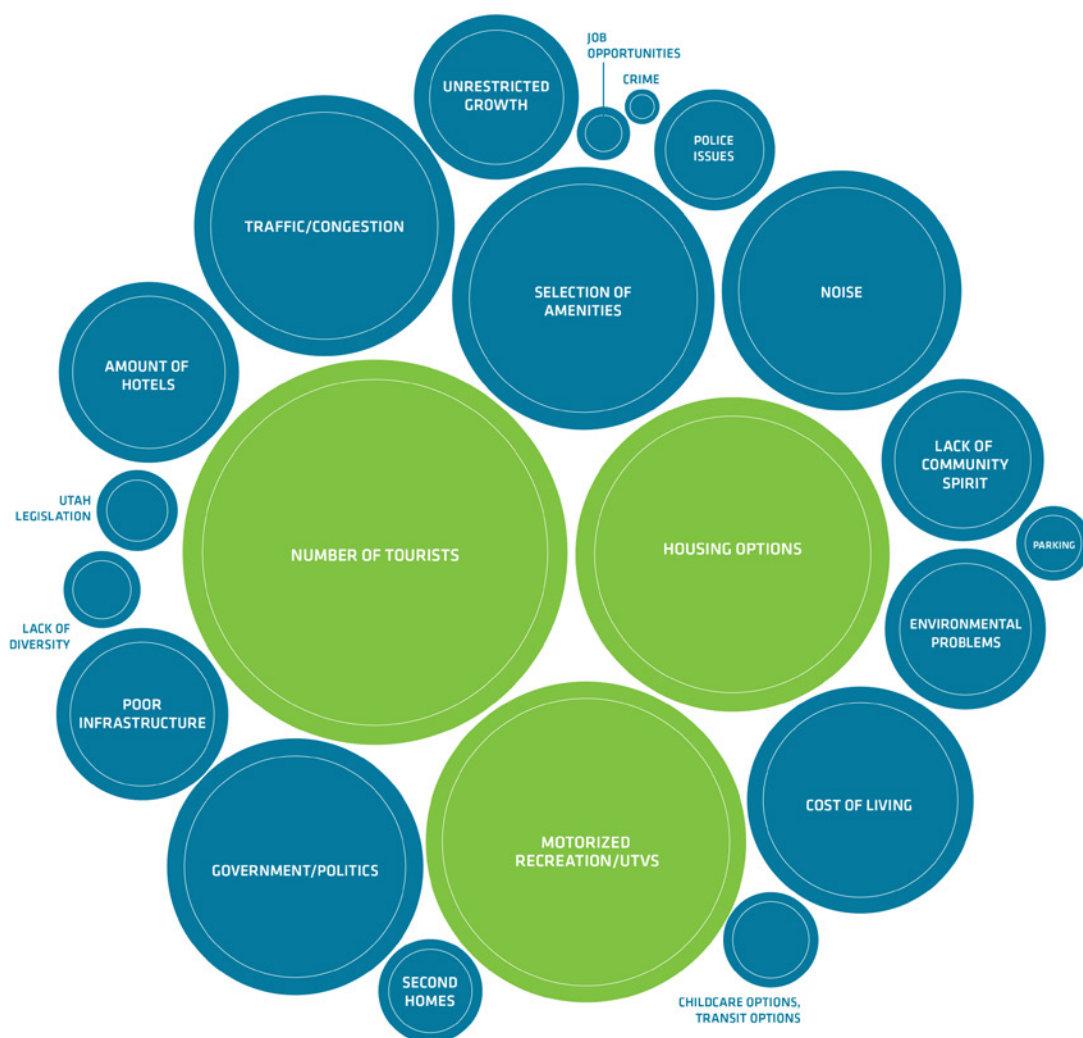 JOB
OPPORTUNITIES
CRIME
UNRESTRICTED
GROWTH
POLICE
ISSUES
TRAFFIC/CONGESTION
SELECTION OF
AMENITIES
NOISE
AMOUNT OF
HOTELS
LACK OF
COMMUNITY
SPIRIT
UTAH
LEGISLATION
NUMBER OF TOURISTS
HOUSING OPTIONS
PARKING
LACK OF
DIVERSITY
ENVIRONMENTAL
PROBLEMS
POOR
INFRASTRUCTURE
COST OF LIVING
MOTORIZED
RECREATION/UTVS
GOVERNMENT/POLITICS
SECOND
HOMES
CHILDCARE OPTIONS,
TRANSIT OPTIONS